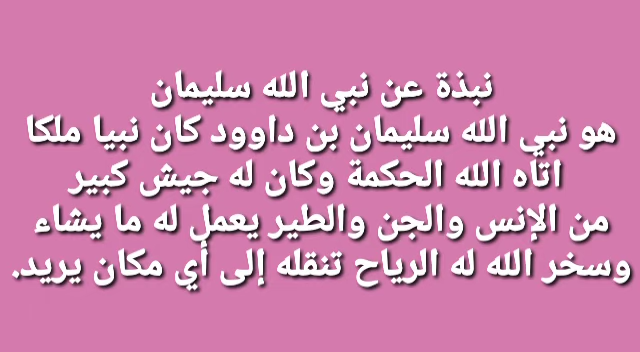 نبذة عن نبي الله سليمان
هو نبي الله سليمان بن داوود كان نبيا ملكا
اتاه الله الحكمة وكان له جيش كبير
من الإنس والجن والطير يعمل له ما يشاء
وسخر الله له الرياح تنقله إلى أي مكان يريد.